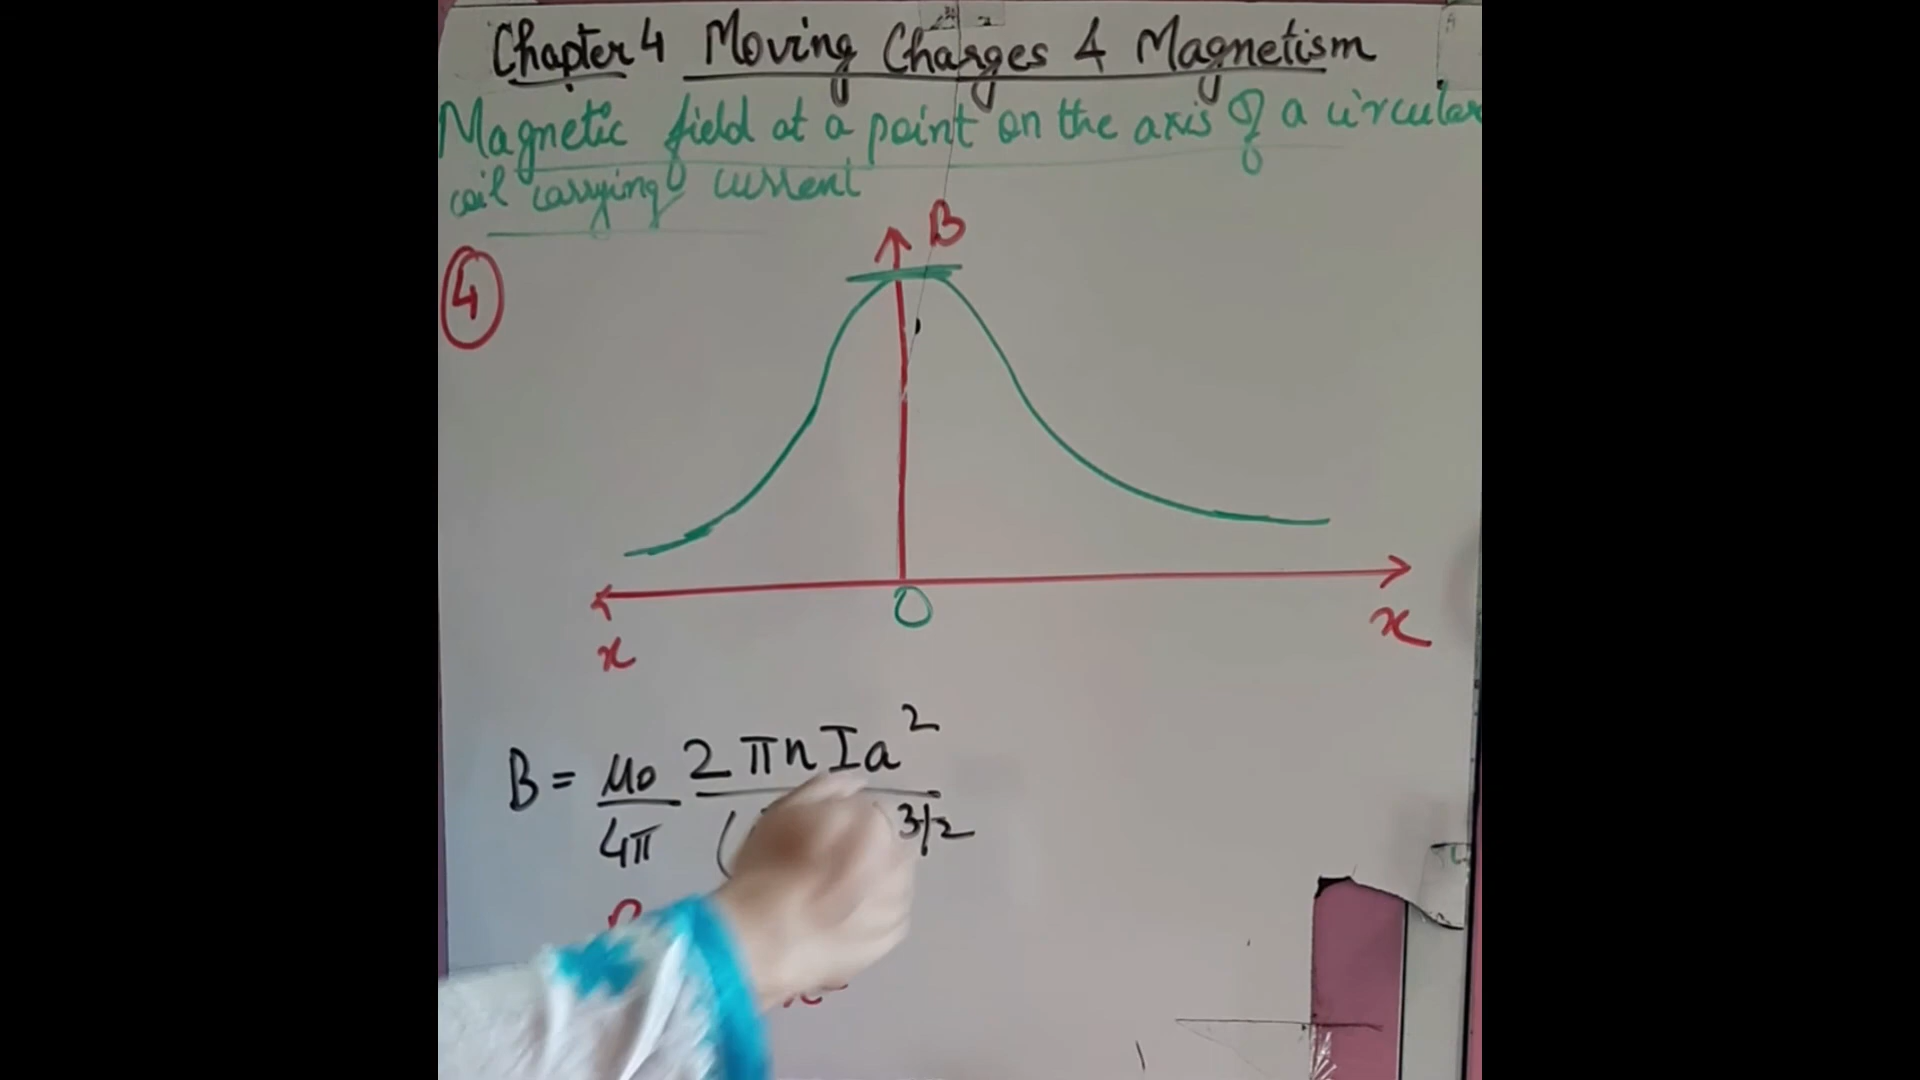 Chapter 4 Moving Charges & Magnetism
Magnetic field at a point on the axis of a circular
coil carrying current
4
B
O
x
x
B = μ0/4π 2πnIa²/( )3/2